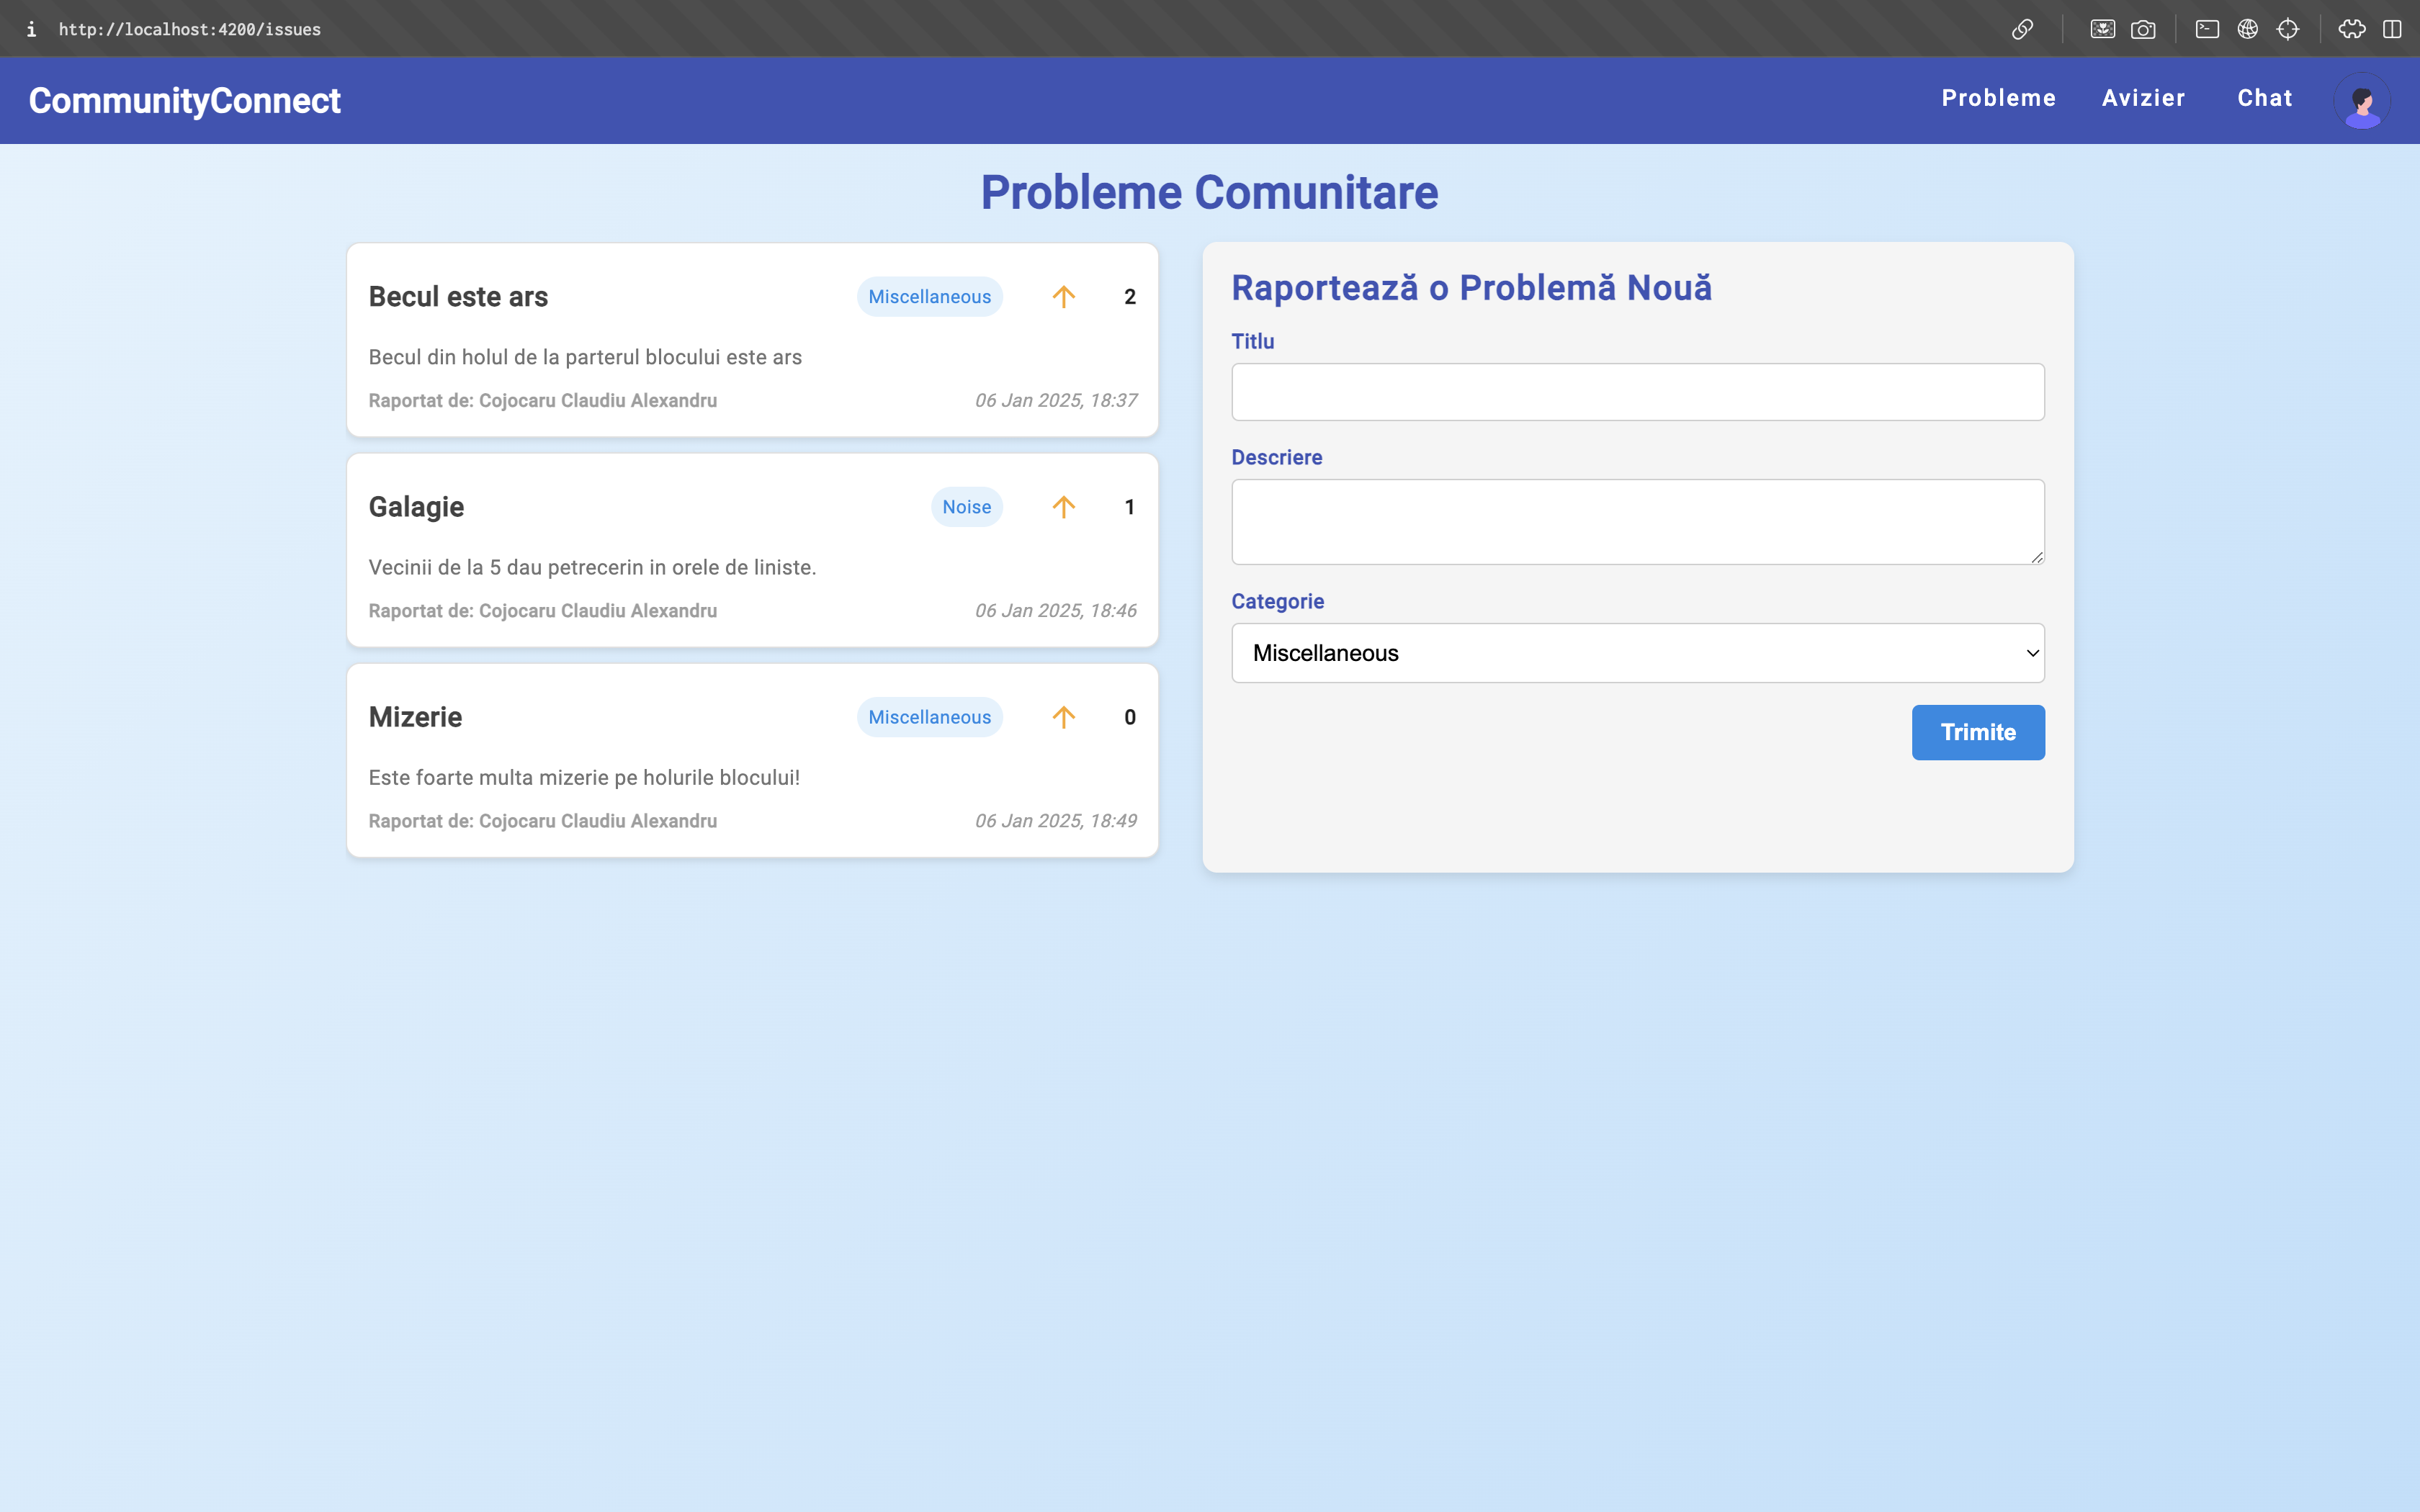 http://localhost:4200/issues
CommunityConnect
Probleme Avizier Chat
Probleme Comunitare
Becul este ars Miscellaneous 2
Becul din holul de la parterul blocului este ars
Raportat de: Cojocaru Claudiu Alexandru 06 Jan 2025, 18:37
Galagie Noise 1
Vecinii de la 5 dau petrecerin in orele de liniste.
Raportat de: Cojocaru Claudiu Alexandru 06 Jan 2025, 18:46
Mizerie Miscellaneous 0
Este foarte multa mizerie pe holurile blocului!
Raportat de: Cojocaru Claudiu Alexandru 06 Jan 2025, 18:49
Raportează o Problemă Nouă
Titlu
Descriere
Categorie
Miscellaneous
Trimite